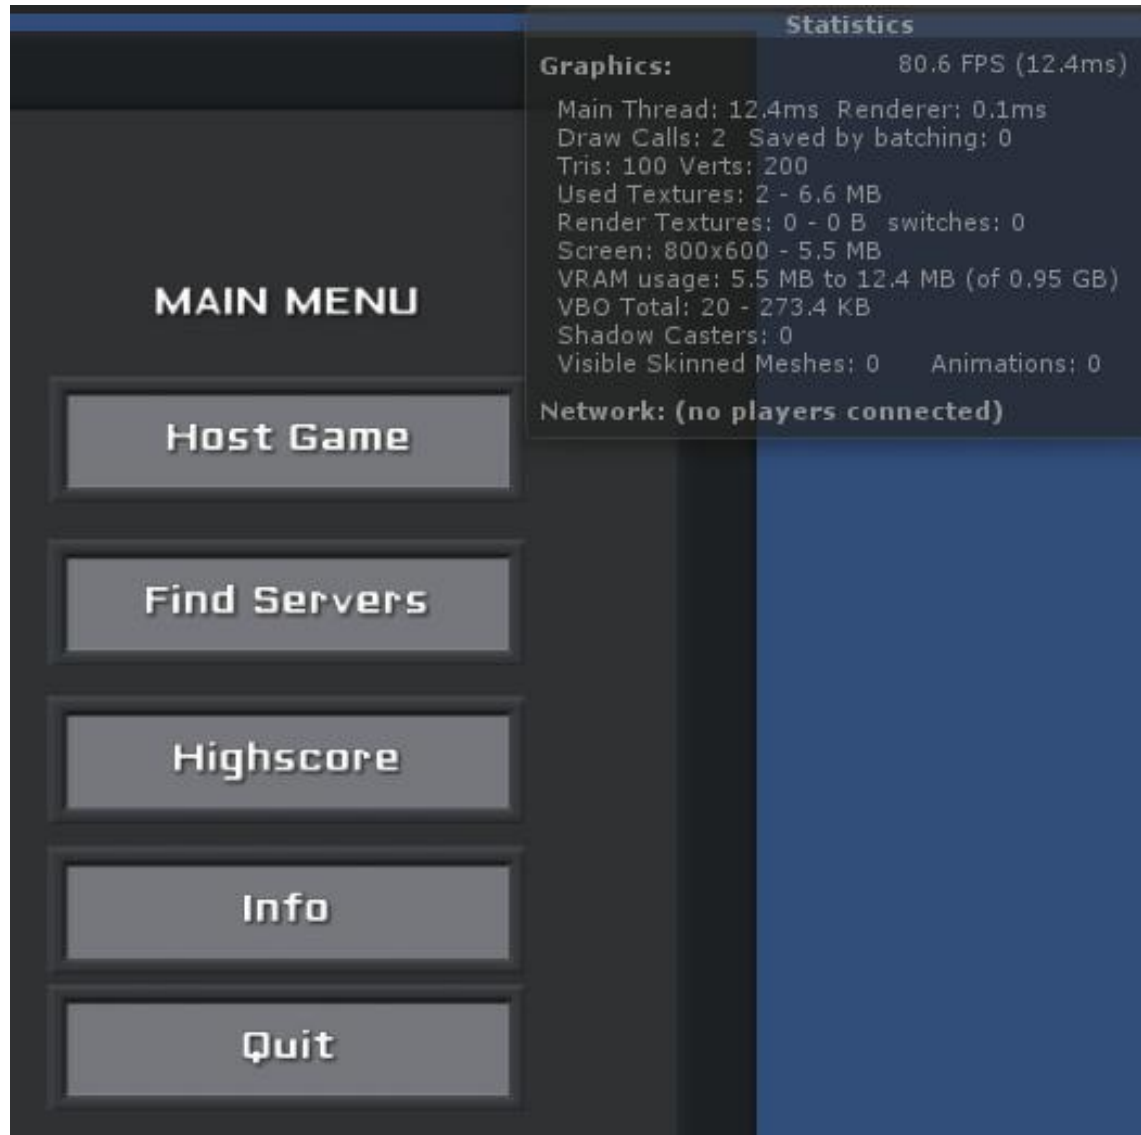 Statistics
Graphics: 80.6 FPS (12.4ms)
Main Thread: 12.4ms Renderer: 0.1ms
Draw Calls: 2 Saved by batching: 0
Tris: 100 Verts: 200
Used Textures: 2 - 6.6 MB
Render Textures: 0 - 0 B switches: 0
Screen: 800x600 - 5.5 MB
VRAM usage: 5.5 MB to 12.4 MB (of 0.95 GB)
VBO Total: 20 - 273.4 KB
Shadow Casters: 0
Visible Skinned Meshes: 0 Animations: 0
Network: (no players connected)
MAIN MENU
Host Game
Find Servers
Highscore
Info
Quit